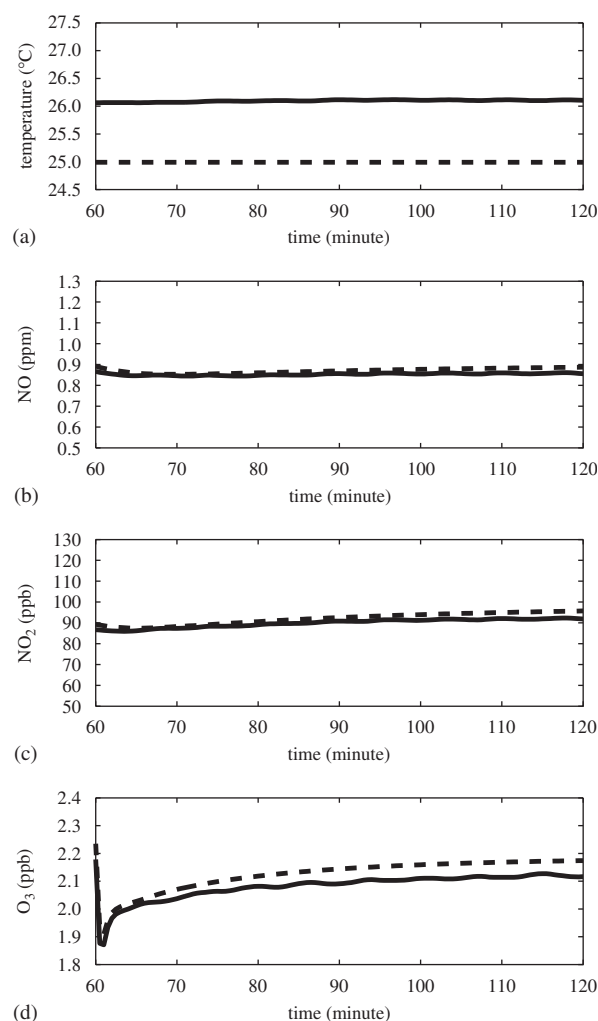 27.5
27.0
26.5
26.0
25.5
25.0
24.5
temperature (°C)
60 70 80 90 100 110 120
time (minute)
(a)
1.3
1.2
1.1
1.0
0.9
0.8
0.7
0.6
0.5
NO (ppm)
60 70 80 90 100 110 120
time (minute)
(b)
130
120
110
100
90
80
70
60
50
NO₂ (ppb)
60 70 80 90 100 110 120
time (minute)
(c)
2.4
2.3
2.2
2.1
2.0
1.9
1.8
O₃ (ppb)
60 70 80 90 100 110 120
time (minute)
(d)